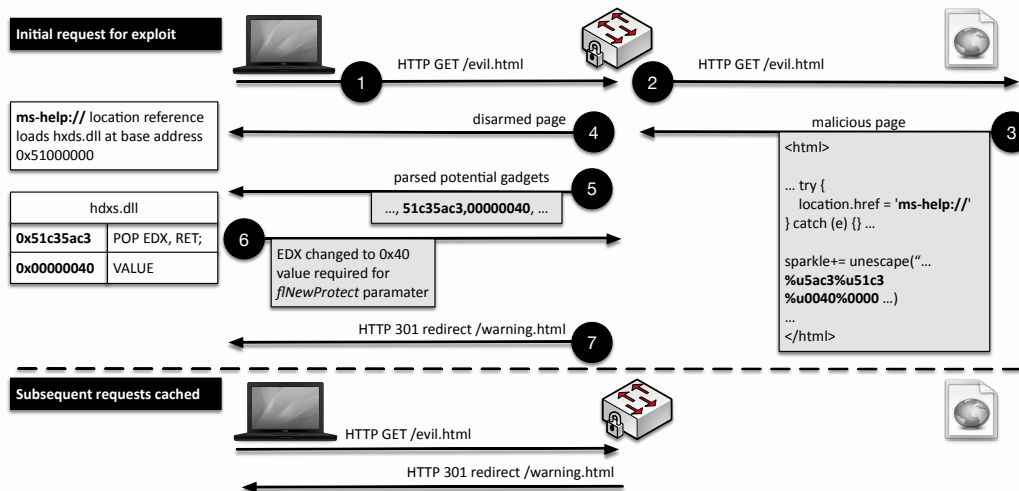 Initial request for exploit
HTTP GET /evil.html
HTTP GET /evil.html
1
2
ms-help:// location reference
loads hxds.dll at base address
0x51000000
disarmed page
4
malicious page
3
<html>
... try {
location.href = 'ms-help://'
} catch (e) {} ...
sparkle+= unescape("...
%u5ac3%u51c3
%u0040%0000 ...)
...
</html>
parsed potential gadgets
5
..., 51c35ac3,00000040, ...
hdxs.dll
0x51c35ac3 POP EDX, RET;
0x00000040 VALUE
6
EDX changed to 0x40
value required for
flNewProtect paramater
HTTP 301 redirect /warning.html
7
Subsequent requests cached
HTTP GET /evil.html
HTTP 301 redirect /warning.html